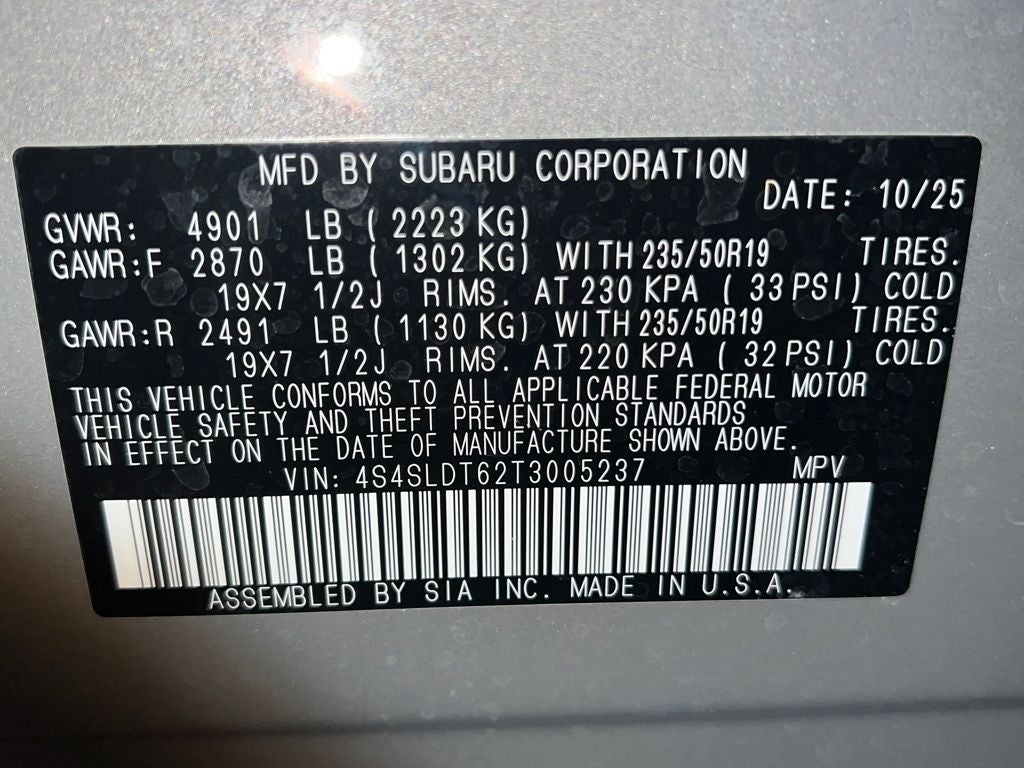 MFD BY SUBARU CORPORATION
DATE: 10/25
GVWR: 4901 LB ( 2223 KG)
GAWR:F 2870 LB ( 1302 KG) WITH 235/50R19 TIRES.
19X7 1/2J RIMS. AT 230 KPA ( 33 PSI) COLD
GAWR:R 2491 LB ( 1130 KG) WITH 235/50R19 TIRES.
19X7 1/2J RIMS. AT 220 KPA ( 32 PSI) COLD
THIS VEHICLE CONFORMS TO ALL APPLICABLE FEDERAL MOTOR
VEHICLE SAFETY AND THEFT PREVENTION STANDARDS
IN EFFECT ON THE DATE OF MANUFACTURE SHOWN ABOVE.
VIN: 4S4SLDT62T3005237 MPV
ASSEMBLED BY SIA INC. MADE IN U.S.A.